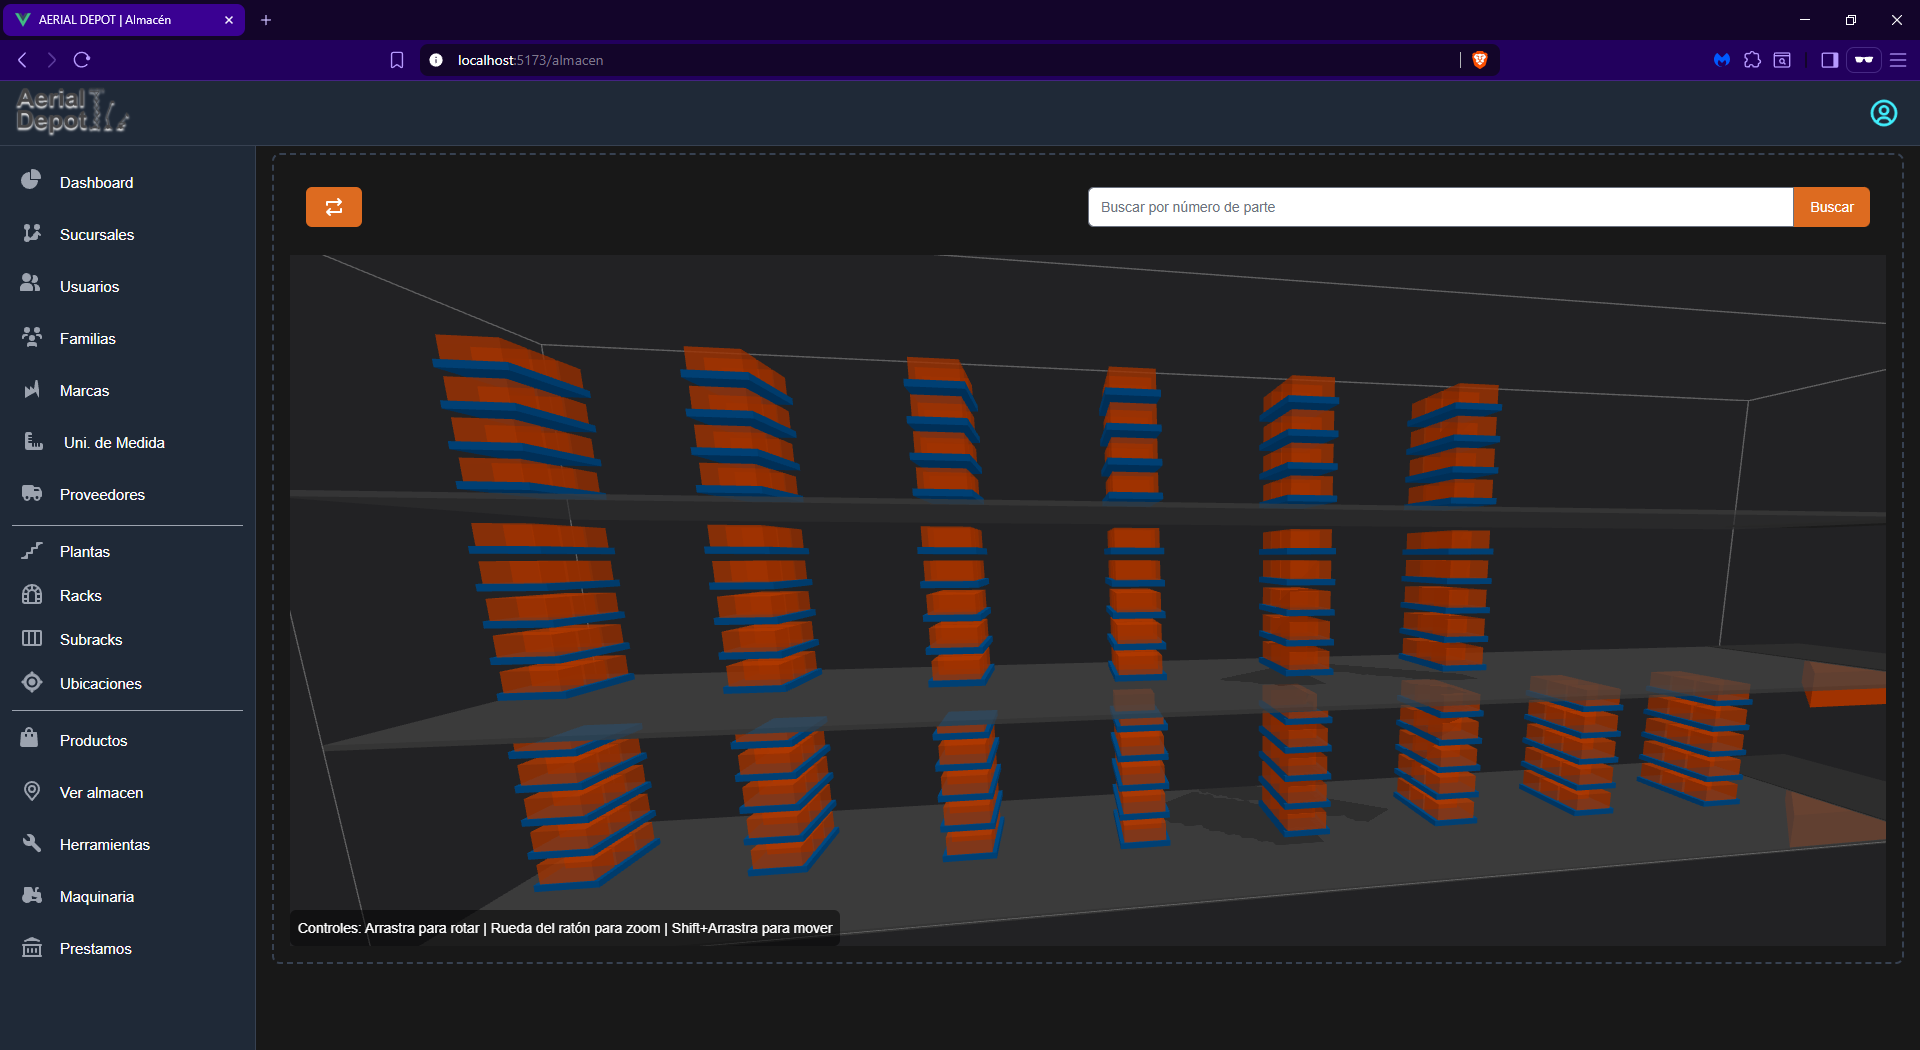 AERIAL DEPOT | Almacén
localhost:5173/almacen
Aerial
Depot
Dashboard
Sucursales
Usuarios
Familias
Marcas
Uni. de Medida
Proveedores
Plantas
Racks
Subracks
Ubicaciones
Productos
Ver almacen
Herramientas
Maquinaria
Prestamos
Buscar por número de parte
Buscar
Controles: Arrastra para rotar | Rueda del ratón para zoom | Shift+Arrastra para mover